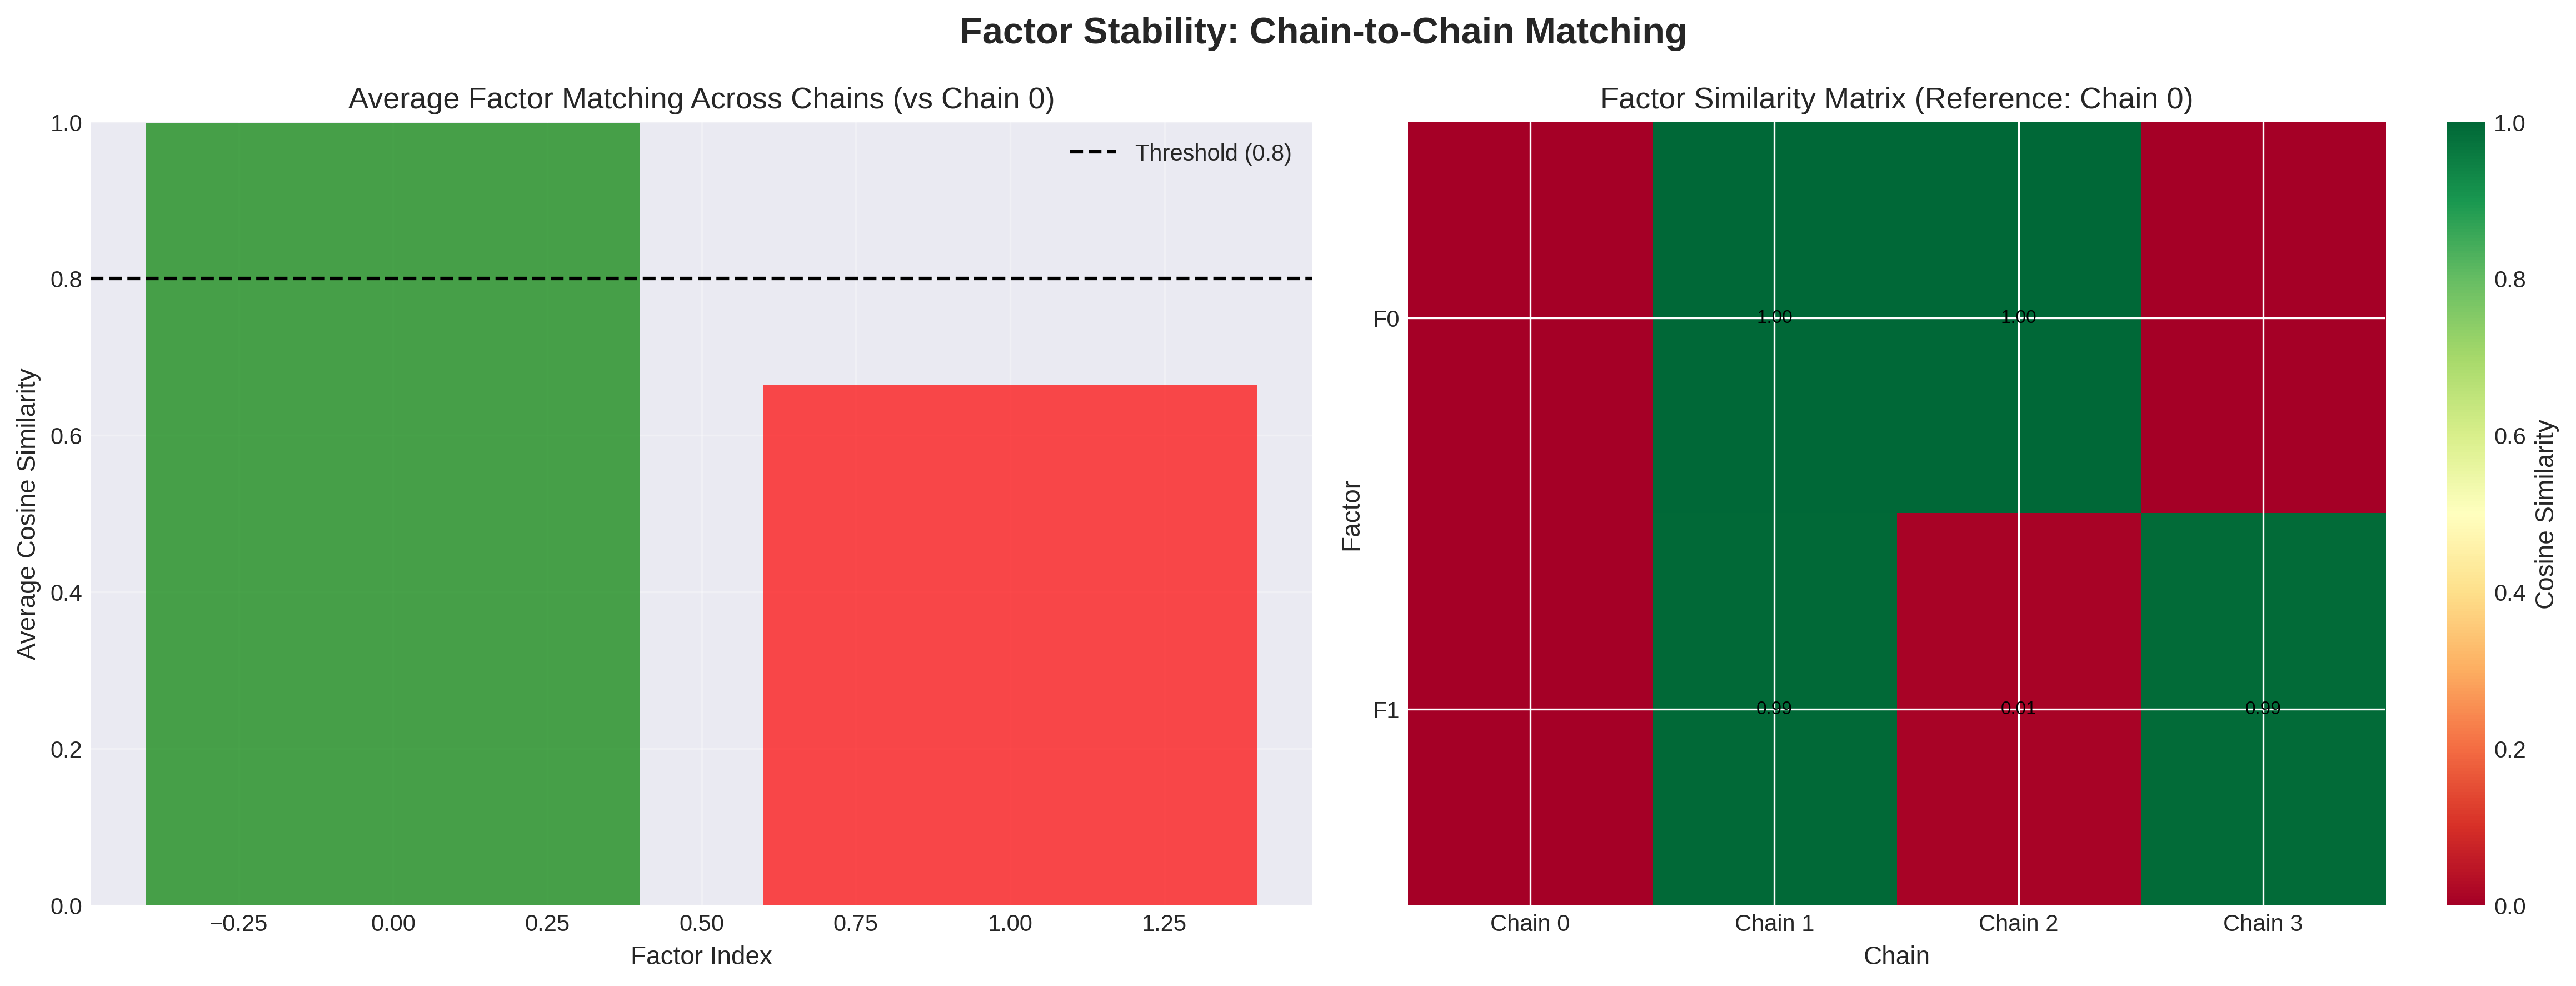 Factor Stability: Chain-to-Chain Matching
Average Factor Matching Across Chains (vs Chain 0)
Threshold (0.8)
1.0
0.8
0.6
0.4
0.2
0.0
Average Cosine Similarity
−0.25 0.00 0.25 0.50 0.75 1.00 1.25
Factor Index
Factor Similarity Matrix (Reference: Chain 0)
F0
1.00 1.00
F1
0.99 0.01 0.99
Factor
Chain 0 Chain 1 Chain 2 Chain 3
Chain
1.0
0.8
0.6
0.4
0.2
0.0
Cosine Similarity